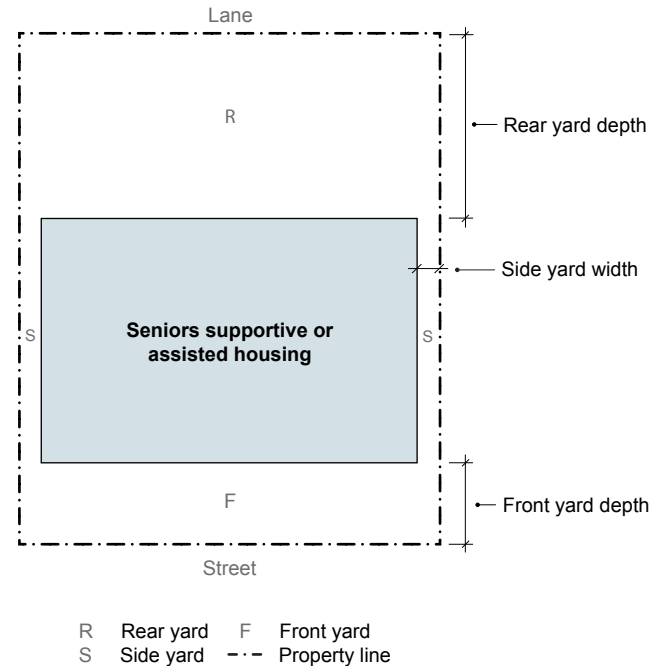 Lane
R
Rear yard depth
Side yard width
Seniors supportive or
assisted housing
S
S
F
Front yard depth
Street
R Rear yard F Front yard
S Side yard Property line